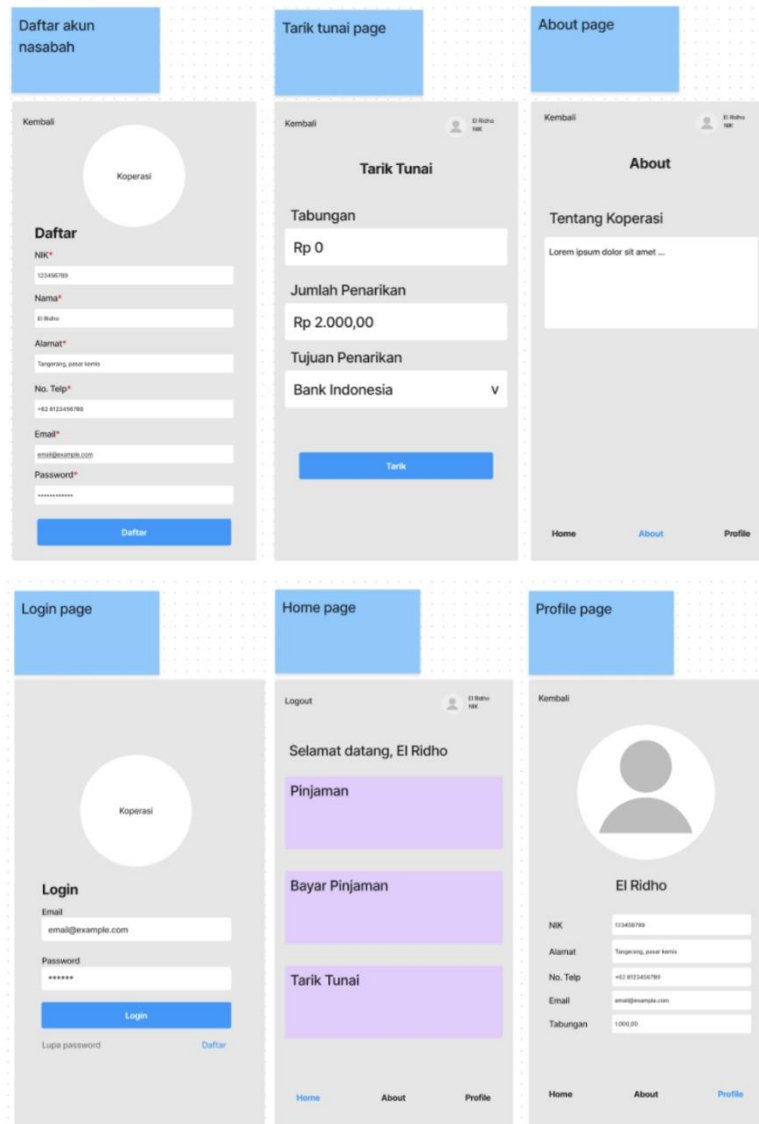 Daftar akun
nasabah
Kembali
Koperasi
Daftar
NIK*
123456789
Nama*
El Ridho
Alamat*
Tangerang, pasar kemis
No. Telp*
+62 8123456789
Email*
email@example.com
Password*
************
Daftar
Tarik tunai page
Kembali
El Ridho
NIK
Tarik Tunai
Tabungan
Rp 0
Jumlah Penarikan
Rp 2.000,00
Tujuan Penarikan
Bank Indonesia v
Tarik
About page
Kembali
El Ridho
NIK
About
Tentang Koperasi
Lorem ipsum dolor sit amet ...
Home About Profile
Login page
Koperasi
Login
Email
email@example.com
Password
******
Login
Lupa password Daftar
Home page
Logout
El Ridho
NIK
Selamat datang, El Ridho
Pinjaman
Bayar Pinjaman
Tarik Tunai
Home About Profile
Profile page
Kembali
El Ridho
NIK 123456789
Alamat Tangerang, pasar kemis
No. Telp +62 8123456789
Email email@example.com
Tabungan 1.000,00
Home About Profile